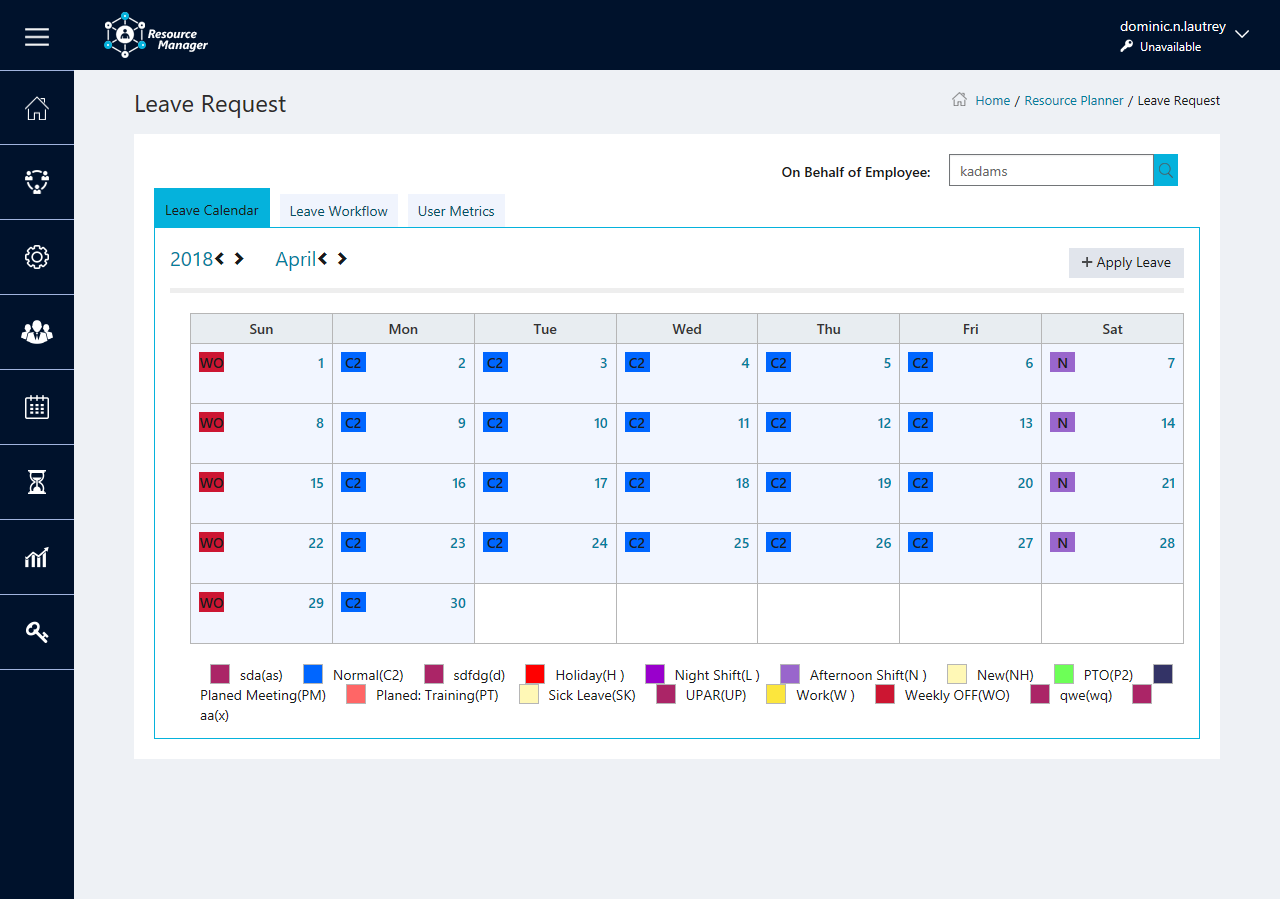 Resource
Manager
dominic.n.lautrey
Unavailable
Leave Request
Home / Resource Planner / Leave Request
On Behalf of Employee: kadams
Leave Calendar Leave Workflow User Metrics
2018 April + Apply Leave
Sun Mon Tue Wed Thu Fri Sat
WO 1 C2 2 C2 3 C2 4 C2 5 C2 6 N 7
WO 8 C2 9 C2 10 C2 11 C2 12 C2 13 N 14
WO 15 C2 16 C2 17 C2 18 C2 19 C2 20 N 21
WO 22 C2 23 C2 24 C2 25 C2 26 C2 27 N 28
WO 29 C2 30
sda(as) Normal(C2) sdfdg(d) Holiday(H ) Night Shift(L ) Afternoon Shift(N ) New(NH) PTO(P2)
Planed Meeting(PM) Planed: Training(PT) Sick Leave(SK) UPAR(UP) Work(W ) Weekly OFF(WO) qwe(wq)
aa(x)